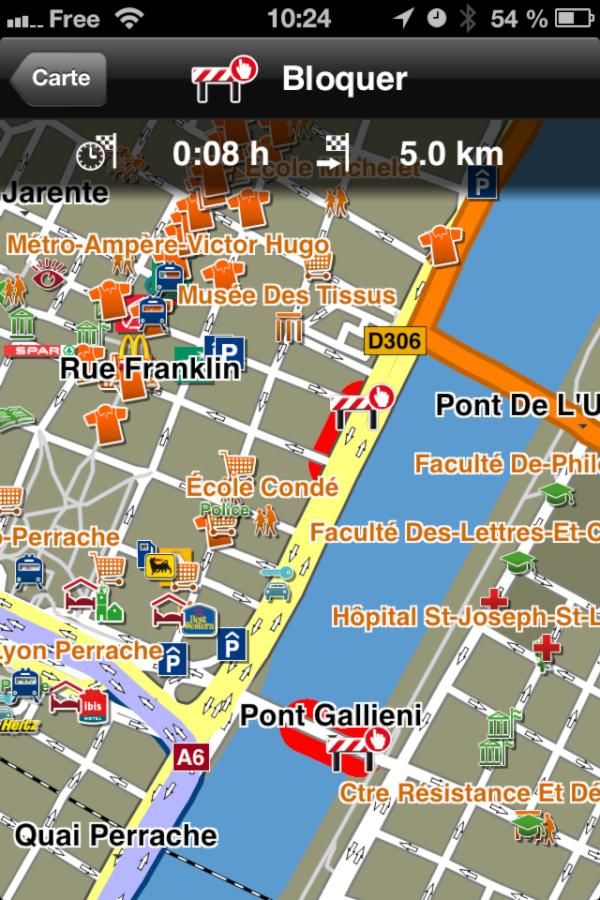 Free 10:24 54 %
Carte Bloquer
0:08 h 5.0 km
École Michelet
Jarente
Métro-Ampère-Victor Hugo
Musée Des Tissus
D306
SPAR
P
Rue Franklin
Pont De L'U
Faculté De-Philo
École Condé
Police
Faculté Des-Lettres-Et-C
o-Perrache
Best Western
Hôpital St-Joseph-St-L
Lyon Perrache
P
P
ibis
HOTEL
Hertz
Pont Gallieni
A6
Ctre Résistance Et Dé
Quai Perrache